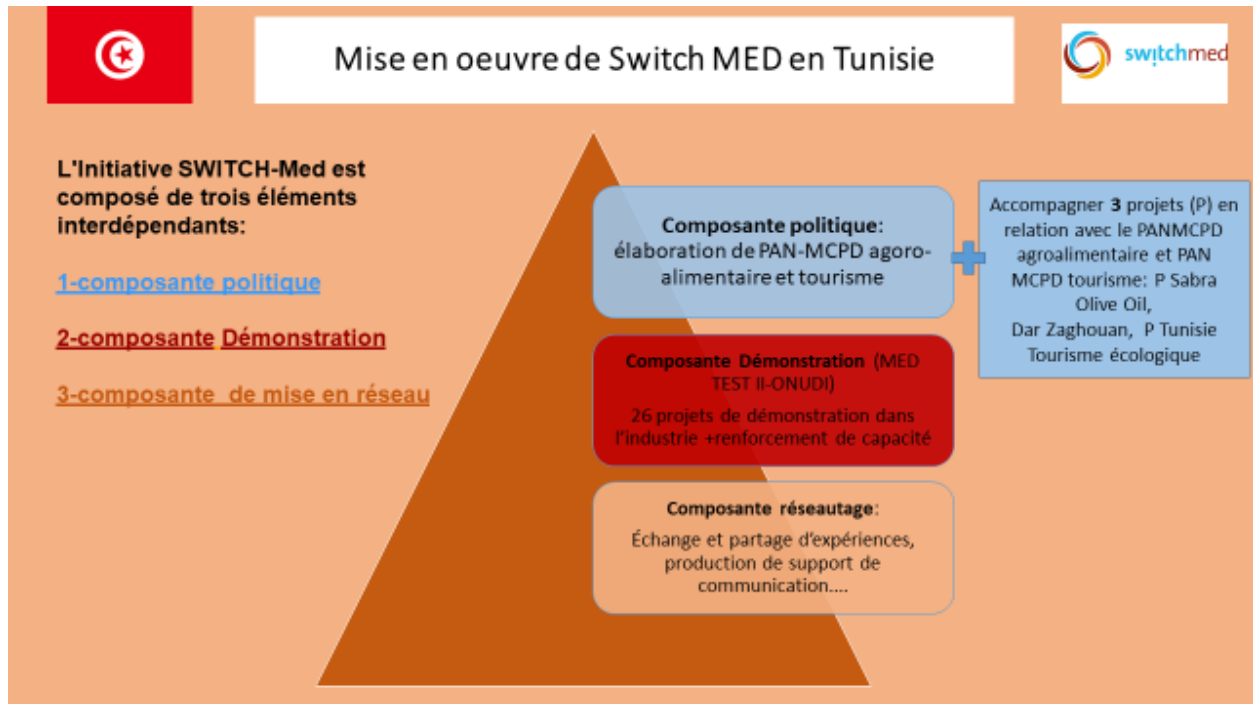 Mise en oeuvre de Switch MED en Tunisie
switchmed
L'Initiative SWITCH-Med est
composé de trois éléments
interdépendants:
1-composante politique
2-composante Démonstration
3-composante de mise en réseau
Composante politique:
élaboration de PAN-MCPD agoro-
alimentaire et tourisme
Accompagner 3 projets (P) en
relation avec le PANMCPD
agroalimentaire et PAN
MCPD tourisme: P Sabra
Olive Oil,
Dar Zaghouan, P Tunisie
Tourisme écologique
Composante Démonstration (MED
TEST II-ONUDI)
26 projets de démonstration dans
l'industrie +renforcement de capacité
Composante réseautage:
Échange et partage d'expériences,
production de support de
communication....